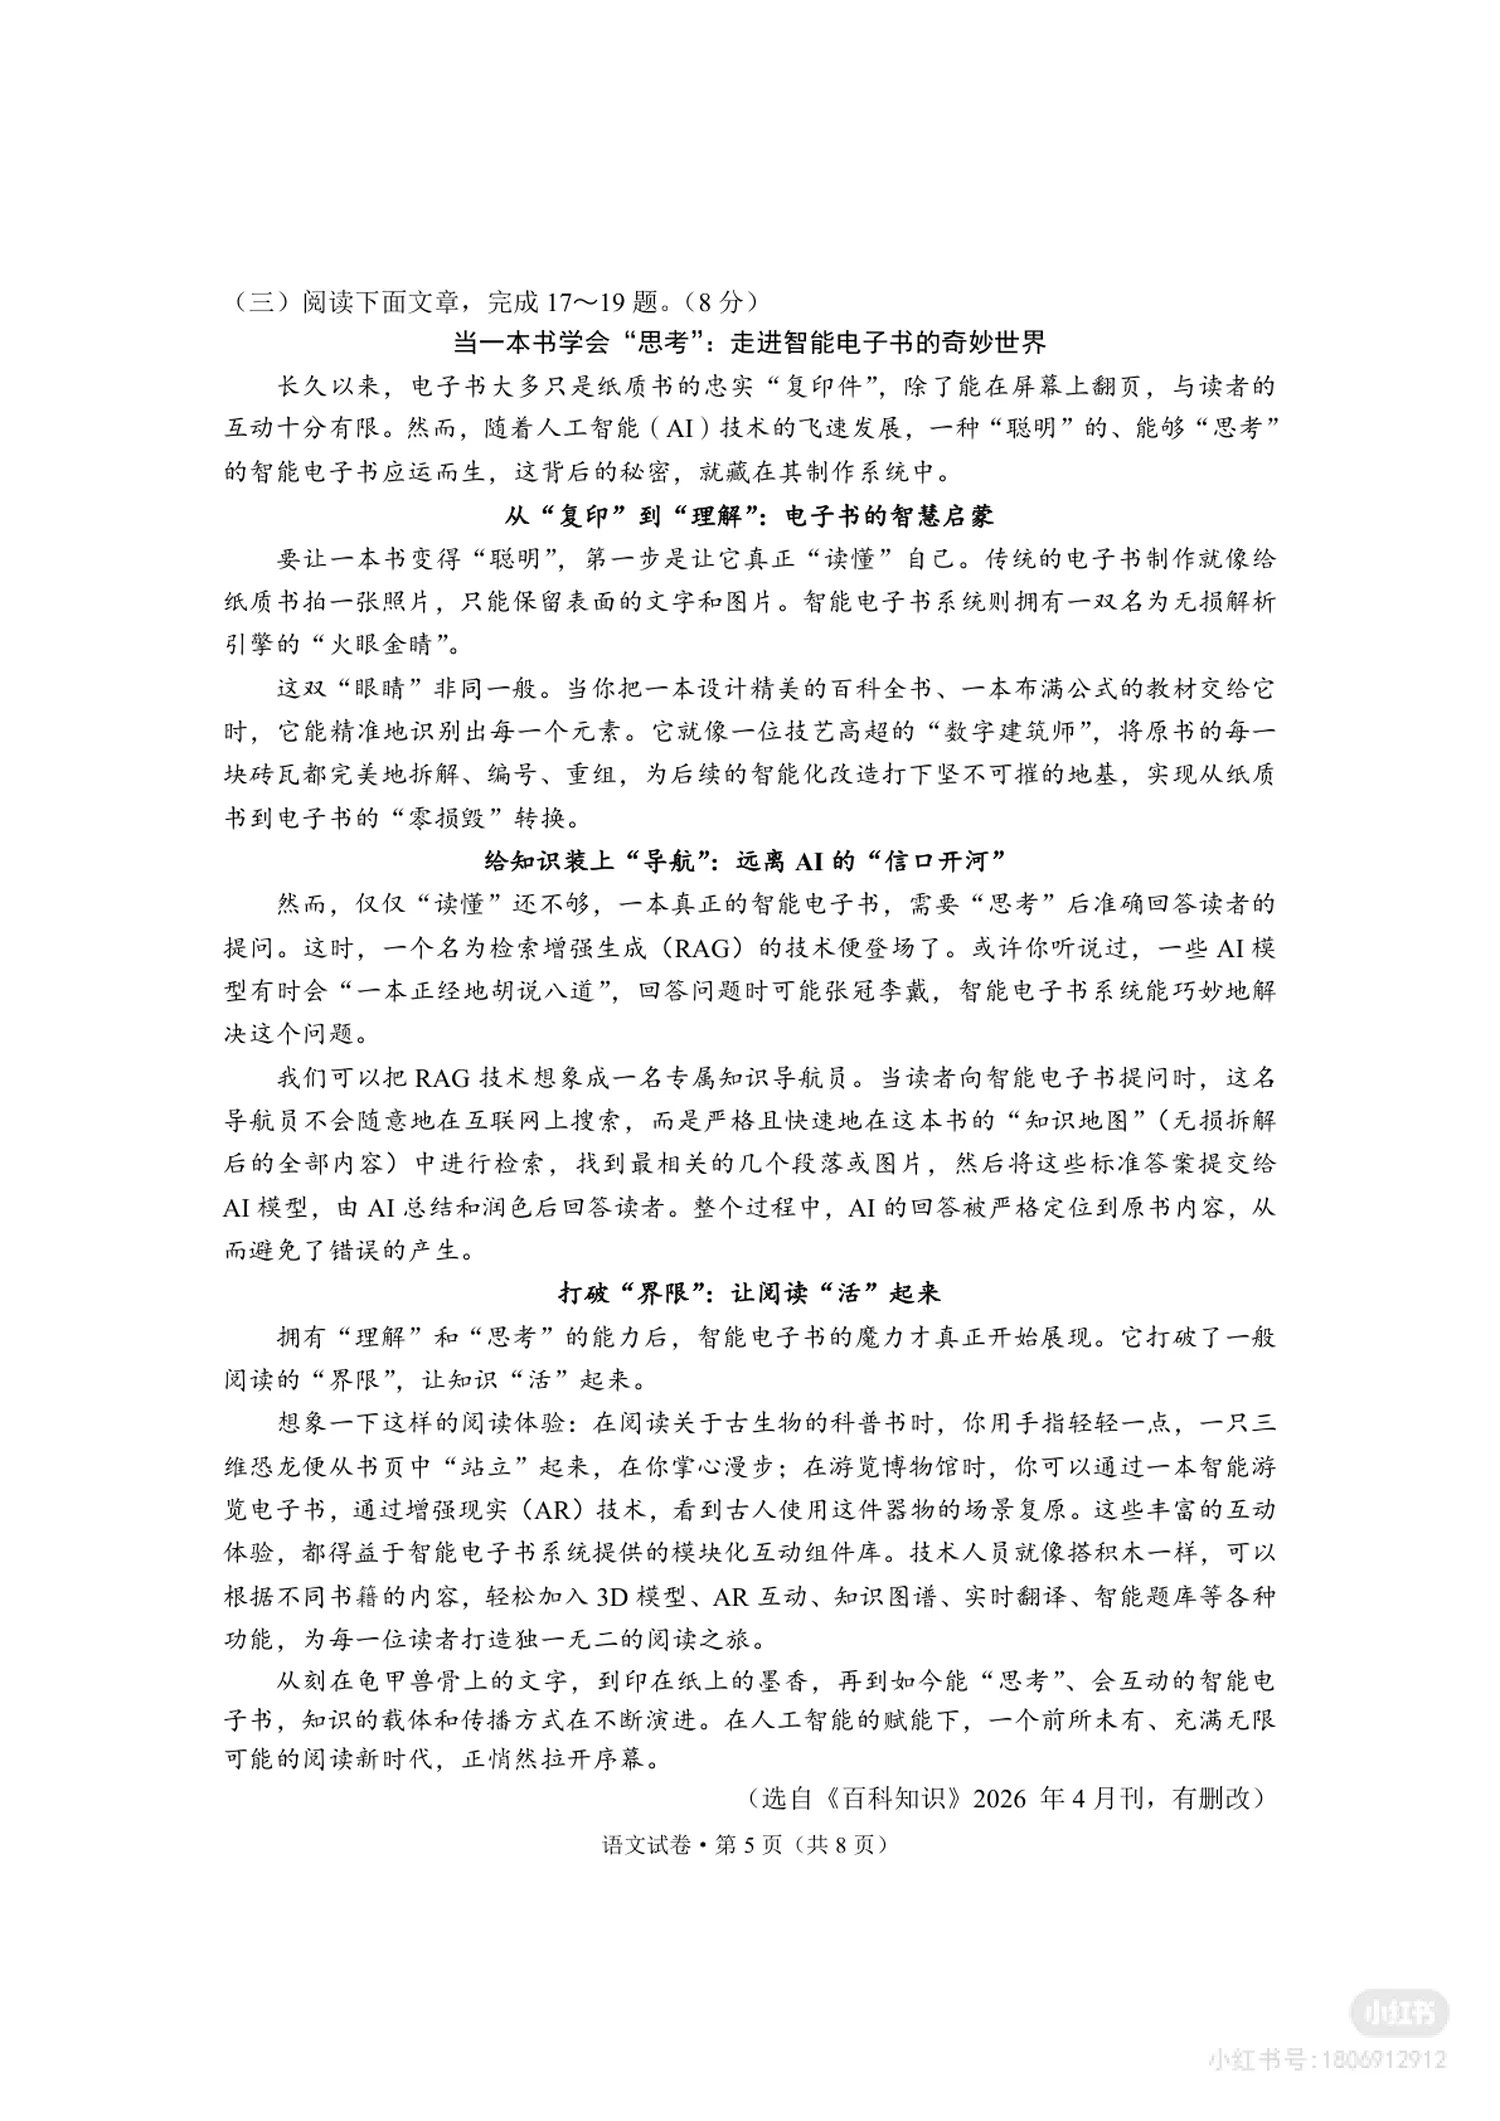 （三）阅读下面文章，完成 17～19 题。（8 分）
当一本书学会“思考”：走进智能电子书的奇妙世界
长久以来，电子书大多只是纸质书的忠实“复印件”，除了能在屏幕上翻页，与读者的
互动十分有限。然而，随着人工智能（AI）技术的飞速发展，一种“聪明”的、能够“思考”
的智能电子书应运而生，这背后的秘密，就藏在其制作系统中。
从“复印”到“理解”：电子书的智慧启蒙
要让一本书变得“聪明”，第一步是让它真正“读懂”自己。传统的电子书制作就像给
纸质书拍一张照片，只能保留表面的文字和图片。智能电子书系统则拥有一双名为无损解析
引擎的“火眼金睛”。
这双“眼睛”非同一般。当你把一本设计精美的百科全书、一本布满公式的教材交给它
时，它能精准地识别出每一个元素。它就像一位技艺高超的“数字建筑师”，将原书的每一
块砖瓦都完美地拆解、编号、重组，为后续的智能化改造打下坚不可摧的地基，实现从纸质
书到电子书的“零损毁”转换。
给知识装上“导航”：远离 AI 的“信口开河”
然而，仅仅“读懂”还不够，一本真正的智能电子书，需要“思考”后准确回答读者的
提问。这时，一个名为检索增强生成（RAG）的技术便登场了。或许你听说过，一些 AI 模
型有时会“一本正经地胡说八道”，回答问题时可能张冠李戴，智能电子书系统能巧妙地解
决这个问题。
我们可以把 RAG 技术想象成一名专属知识导航员。当读者向智能电子书提问时，这名
导航员不会随意地在互联网上搜索，而是严格且快速地在这本书的“知识地图”（无损拆解
后的全部内容）中进行检索，找到最相关的几个段落或图片，然后将这些标准答案提交给
AI 模型，由 AI 总结和润色后回答读者。整个过程中，AI 的回答被严格定位到原书内容，从
而避免了错误的产生。
打破“界限”：让阅读“活”起来
拥有“理解”和“思考”的能力后，智能电子书的魔力才真正开始展现。它打破了一般
阅读的“界限”，让知识“活”起来。
想象一下这样的阅读体验：在阅读关于古生物的科普书时，你用手指轻轻一点，一只三
维恐龙便从书页中“站立”起来，在你掌心漫步；在游览博物馆时，你可以通过一本智能游
览电子书，通过增强现实（AR）技术，看到古人使用这件器物的场景复原。这些丰富的互动
体验，都得益于智能电子书系统提供的模块化互动组件库。技术人员就像搭积木一样，可以
根据不同书籍的内容，轻松加入 3D 模型、AR 互动、知识图谱、实时翻译、智能题库等各种
功能，为每一位读者打造独一无二的阅读之旅。
从刻在龟甲兽骨上的文字，到印在纸上的墨香，再到如今能“思考”、会互动的智能电
子书，知识的载体和传播方式在不断演进。在人工智能的赋能下，一个前所未有、充满无限
可能的阅读新时代，正悄然拉开序幕。
（选自《百科知识》2026 年 4 月刊，有删改）
语文试卷·第 5 页（共 8 页）
小红书
小红书号:1806912912